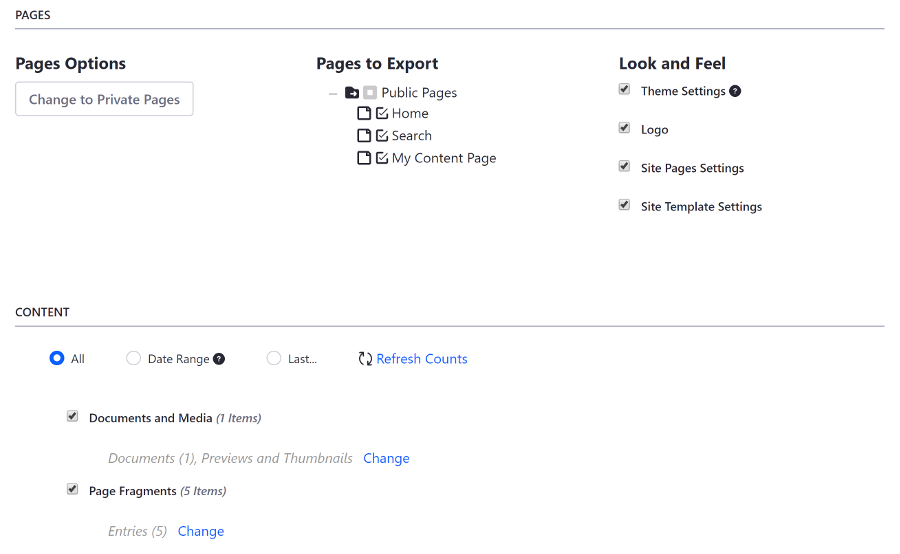 PAGES
Pages Options
Change to Private Pages
Pages to Export
Public Pages
Home
Search
My Content Page
Look and Feel
Theme Settings ?
Logo
Site Pages Settings
Site Template Settings
CONTENT
All Date Range ? Last... Refresh Counts
Documents and Media (1 Items)
Documents (1), Previews and Thumbnails Change
Page Fragments (5 Items)
Entries (5) Change